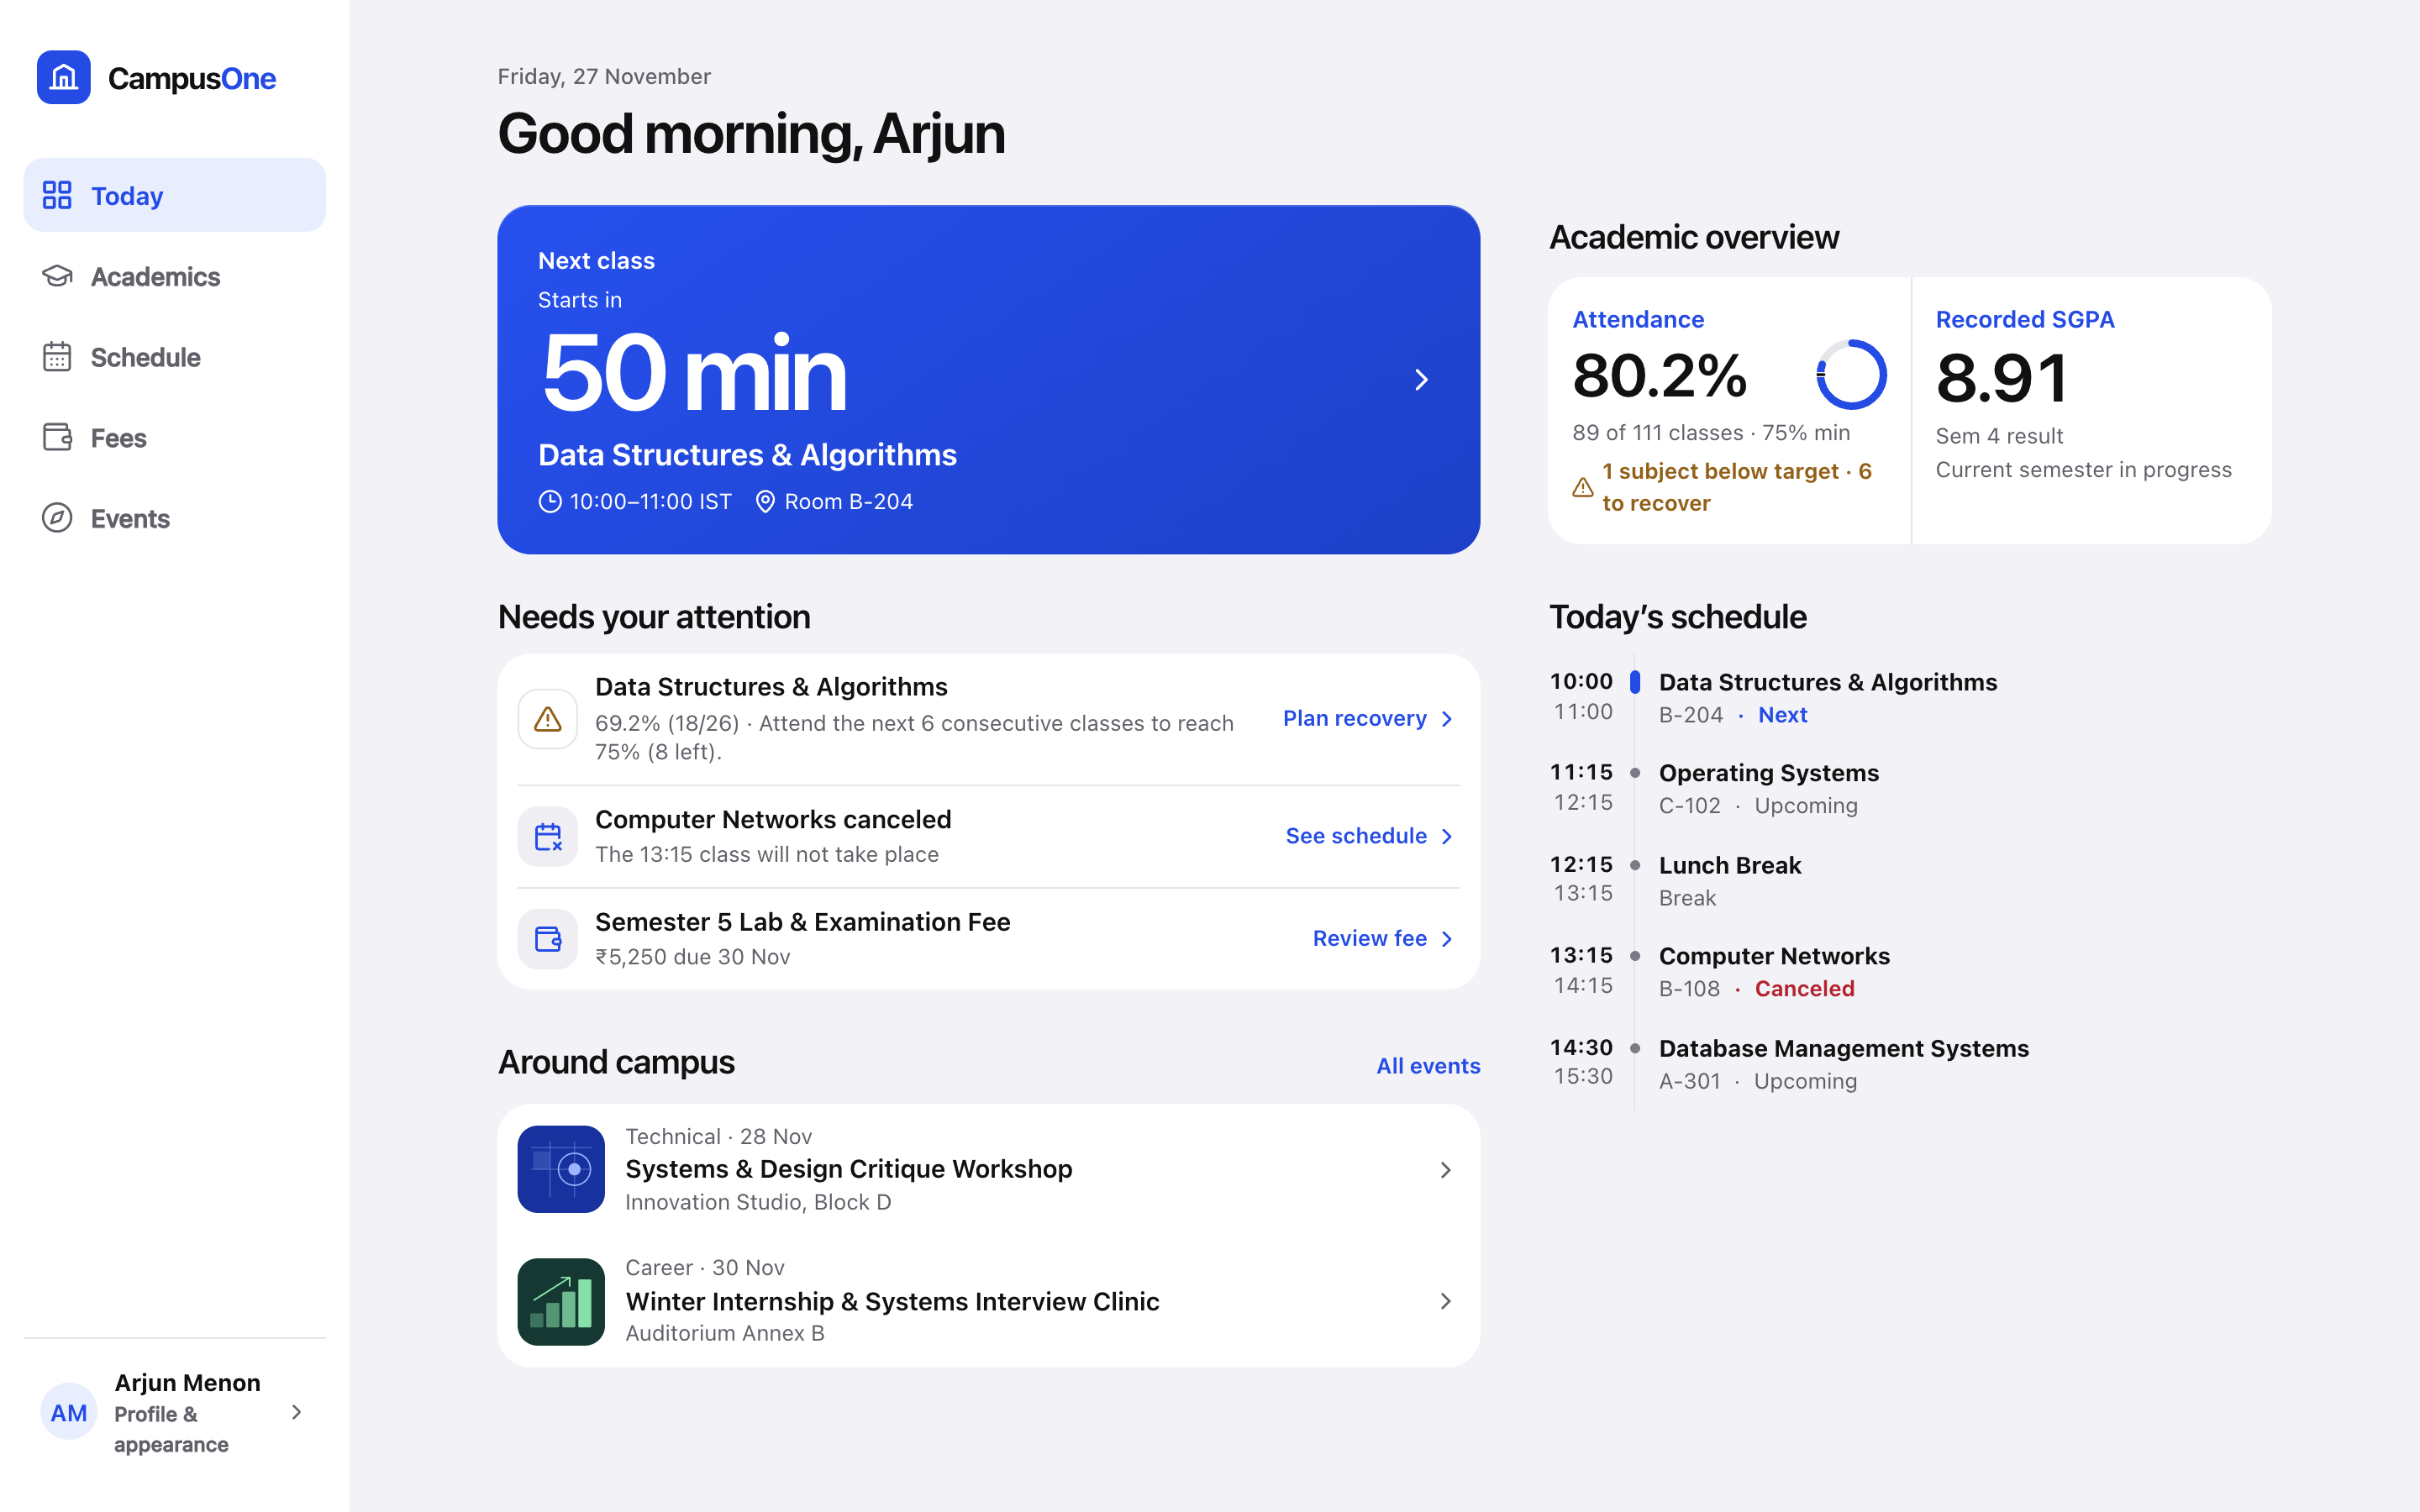 CampusOne
Today
Academics
Schedule
Fees
Events
Arjun Menon
AM
Profile &
appearance
Friday, 27 November
Good morning, Arjun
Next class
Starts in
50 min
Data Structures & Algorithms
10:00–11:00 IST Room B-204
Academic overview
Attendance
80.2%
89 of 111 classes · 75% min
1 subject below target · 6
to recover
Recorded SGPA
8.91
Sem 4 result
Current semester in progress
Needs your attention
Data Structures & Algorithms
69.2% (18/26) · Attend the next 6 consecutive classes to reach
75% (8 left).
Plan recovery
Computer Networks canceled
The 13:15 class will not take place
See schedule
Semester 5 Lab & Examination Fee
₹5,250 due 30 Nov
Review fee
Today’s schedule
10:00 Data Structures & Algorithms
11:00 B-204 · Next
11:15 Operating Systems
12:15 C-102 · Upcoming
12:15 Lunch Break
13:15 Break
13:15 Computer Networks
14:15 B-108 · Canceled
14:30 Database Management Systems
15:30 A-301 · Upcoming
Around campus
All events
Technical · 28 Nov
Systems & Design Critique Workshop
Innovation Studio, Block D
Career · 30 Nov
Winter Internship & Systems Interview Clinic
Auditorium Annex B